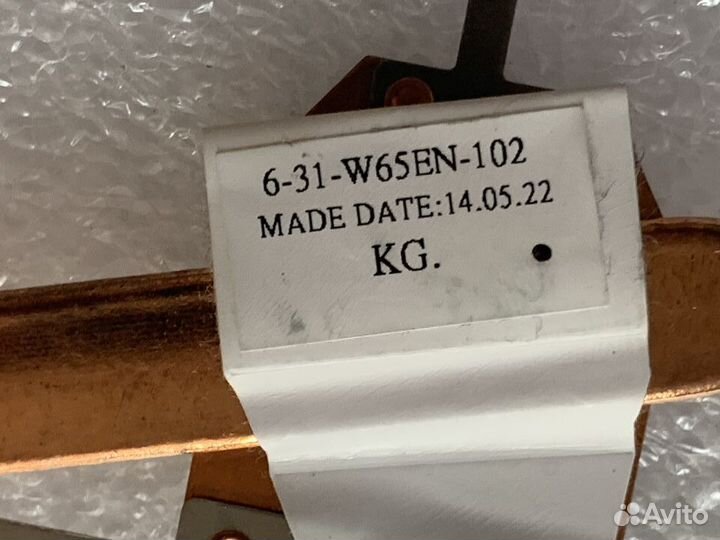 6-31-W65EN-102
MADE DATE:14.05.22
KG.
Avito